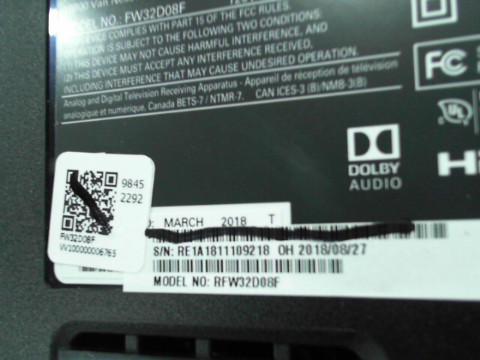 NO.: FW32D08F
DEVICE COMPLIES WITH PART 15 OF THE FCC RULES.
OPERATION IS SUBJECT TO THE FOLLOWING TWO CONDITIONS:
(1) THIS DEVICE MAY NOT CAUSE HARMFUL INTERFERENCE, AND
(2) THIS DEVICE MUST ACCEPT ANY INTERFERENCE RECEIVED,
INCLUDING INTERFERENCE THAT MAY CAUSE UNDESIRED OPERATION.
Analog and Digital Television Receiving Apparatus - Appareil de réception de télévision
analogique et numérique, Canada BETS-7 / NTMR-7, CAN ICES-3 (B)/NMB-3(B)
FC
UL
DOLBY
AUDIO
9845
2292
FW32D08F
MARCH 2018 T
S/N: RE1A1811109218 OH 2018/08/27
MODEL NO: RFW32D08F